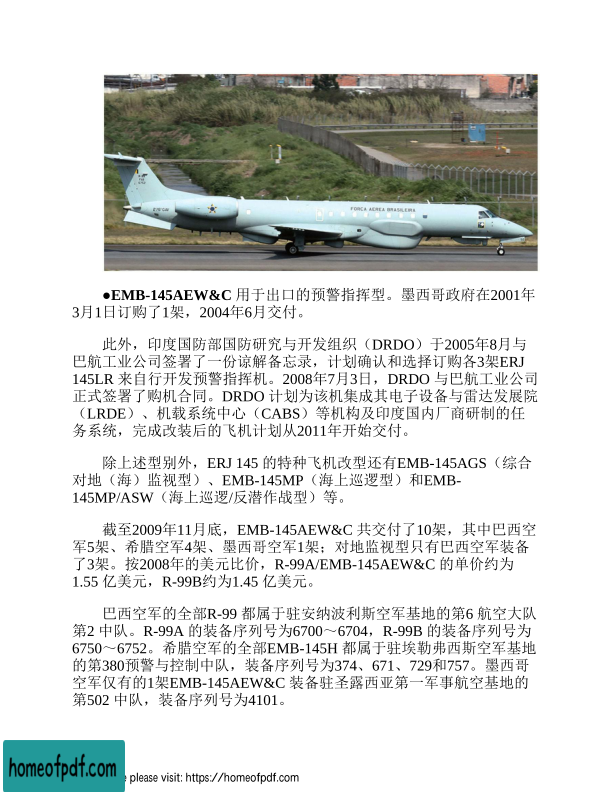 FORÇA AÉREA BRASILEIRA
●EMB-145AEW&C 用于出口的预警指挥型。墨西哥政府在2001年
3月1日订购了1架，2004年6月交付。
此外，印度国防部国防研究与开发组织（DRDO）于2005年8月与
巴航工业公司签署了一份谅解备忘录，计划确认和选择订购各3架ERJ
145LR 来自行开发预警指挥机。2008年7月3日，DRDO 与巴航工业公司
正式签署了购机合同。DRDO 计划为该机集成其电子设备与雷达发展院
（LRDE）、机载系统中心（CABS）等机构及印度国内厂商研制的任
务系统，完成改装后的飞机计划从2011年开始交付。
除上述型别外，ERJ 145 的特种飞机改型还有EMB-145AGS（综合
对地（海）监视型）、EMB-145MP（海上巡逻型）和EMB-
145MP/ASW（海上巡逻/反潜作战型）等。
截至2009年11月底，EMB-145AEW&C 共交付了10架，其中巴西空
军5架、希腊空军4架、墨西哥空军1架；对地监视型只有巴西空军装备
了3架。按2008年的美元比价，R-99A/EMB-145AEW&C 的单价约为
1.55 亿美元，R-99B约为1.45 亿美元。
巴西空军的全部R-99 都属于驻安纳波利斯空军基地的第6 航空大队
第2 中队。R-99A 的装备序列号为6700～6704，R-99B 的装备序列号为
6750～6752。希腊空军的全部EMB-145H 都属于驻埃勒弗西斯空军基地
的第380预警与控制中队，装备序列号为374、671、729和757。墨西哥
空军仅有的1架EMB-145AEW&C 装备驻圣露西亚第一军事航空基地的
第502 中队，装备序列号为4101。
homeofpdf.com
e please visit: https://homeofpdf.com